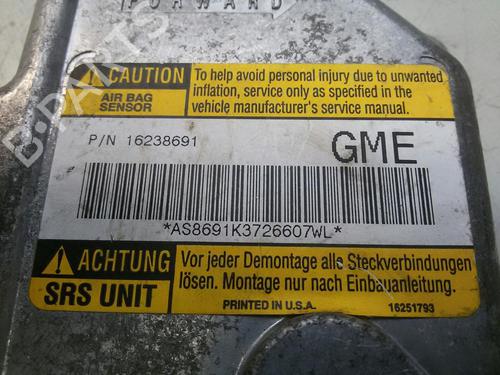 FORWARD
B-PARTS
CAUTION
AIR BAG
SENSOR
To help avoid personal injury due to unwanted
inflation, service only as specified in the
vehicle manufacturer's service manual.
P/N 16238691
GME
*AS8691K3726607WL*
ACHTUNG
SRS UNIT
Vor jeder Demontage alle Steckverbindungen
lösen. Montage nur nach Einbauanleitung.
PRINTED IN U.S.A.
16251793